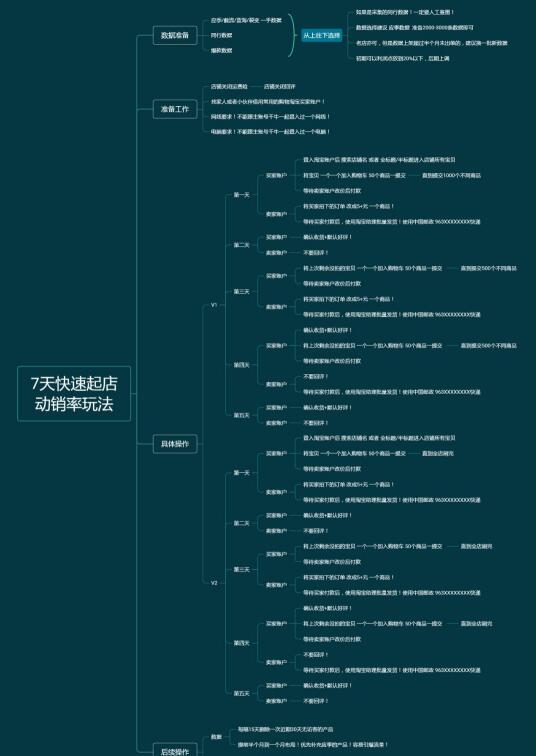 7天快速起店
动销率玩法
数据准备
应季/截流/蓝海/裂变 一手数据
同行数据
爆款数据
从上往下选择
如果是采集的同行数据!一定要人工查图!
数据选择建议 应季数据 准备2000-3000条数据即可
老店亦可,但是数据上架超过半个月未出单的,建议换一批新数据
初期可以利润点放到20%以下,后期上调
准备工作
店铺关闭运费险
店铺关闭回评
找家人或者小伙伴借用常用的购物淘宝买家账户!
网线要求!不能跟主账号千牛一起登入过一个网线!
电脑要求!不能跟主账号千牛一起登入过一个电脑!
具体操作
V1
第一天
买家账户
登入淘宝账户后 搜索店铺名 或者 全标题/半标题进入店铺所有宝贝
将宝贝 一个一个加入购物车 50个商品一提交
直到提交1000个不同商品
等待卖家账户改价后付款
卖家账户
将买家拍下的订单 改成5+元 一个商品!
等待买家付款后,使用淘宝助理批量发货!使用中国邮政 963XXXXXXXX快递
第二天
买家账户
确认收货+默认好评!
卖家账户
不要回评!
第三天
买家账户
将上次剩余没拍的宝贝 一个一个加入购物车 50个商品一提交
直到提交500个不同商品
等待卖家账户改价后付款
卖家账户
将买家拍下的订单 改成5+元 一个商品!
等待买家付款后,使用淘宝助理批量发货!使用中国邮政 963XXXXXXXX快递
第四天
买家账户
确认收货+默认好评!
将上次剩余没拍的宝贝 一个一个加入购物车 50个商品一提交
直到提交500个不同商品
等待卖家账户改价后付款
卖家账户
不要回评!
等待买家付款后,使用淘宝助理批量发货!使用中国邮政 963XXXXXXXX快递
第五天
买家账户
确认收货+默认好评!
卖家账户
不要回评!
V2
第一天
买家账户
登入淘宝账户后 搜索店铺名 或者 全标题/半标题进入店铺所有宝贝
将宝贝 一个一个加入购物车 50个商品一提交
直到全店刷完
等待卖家账户改价后付款
卖家账户
将买家拍下的订单 改成5+元 一个商品!
等待买家付款后,使用淘宝助理批量发货!使用中国邮政 963XXXXXXXX快递
第二天
买家账户
确认收货+默认好评!
卖家账户
不要回评!
第三天
买家账户
将上次剩余没拍的宝贝 一个一个加入购物车 50个商品一提交
直到全店刷完
等待卖家账户改价后付款
卖家账户
将买家拍下的订单 改成5+元 一个商品!
等待买家付款后,使用淘宝助理批量发货!使用中国邮政 963XXXXXXXX快递
第四天
买家账户
确认收货+默认好评!
将上次剩余没拍的宝贝 一个一个加入购物车 50个商品一提交
直到全店刷完
等待卖家账户改价后付款
卖家账户
不要回评!
等待买家付款后,使用淘宝助理批量发货!使用中国邮政 963XXXXXXXX快递
第五天
买家账户
确认收货+默认好评!
卖家账户
不要回评!
后续操作
数据
每隔15天删除一次近期30天无访客的产品
提前半个月到一个月布局!优先补充应季的产品!容易引爆流量!